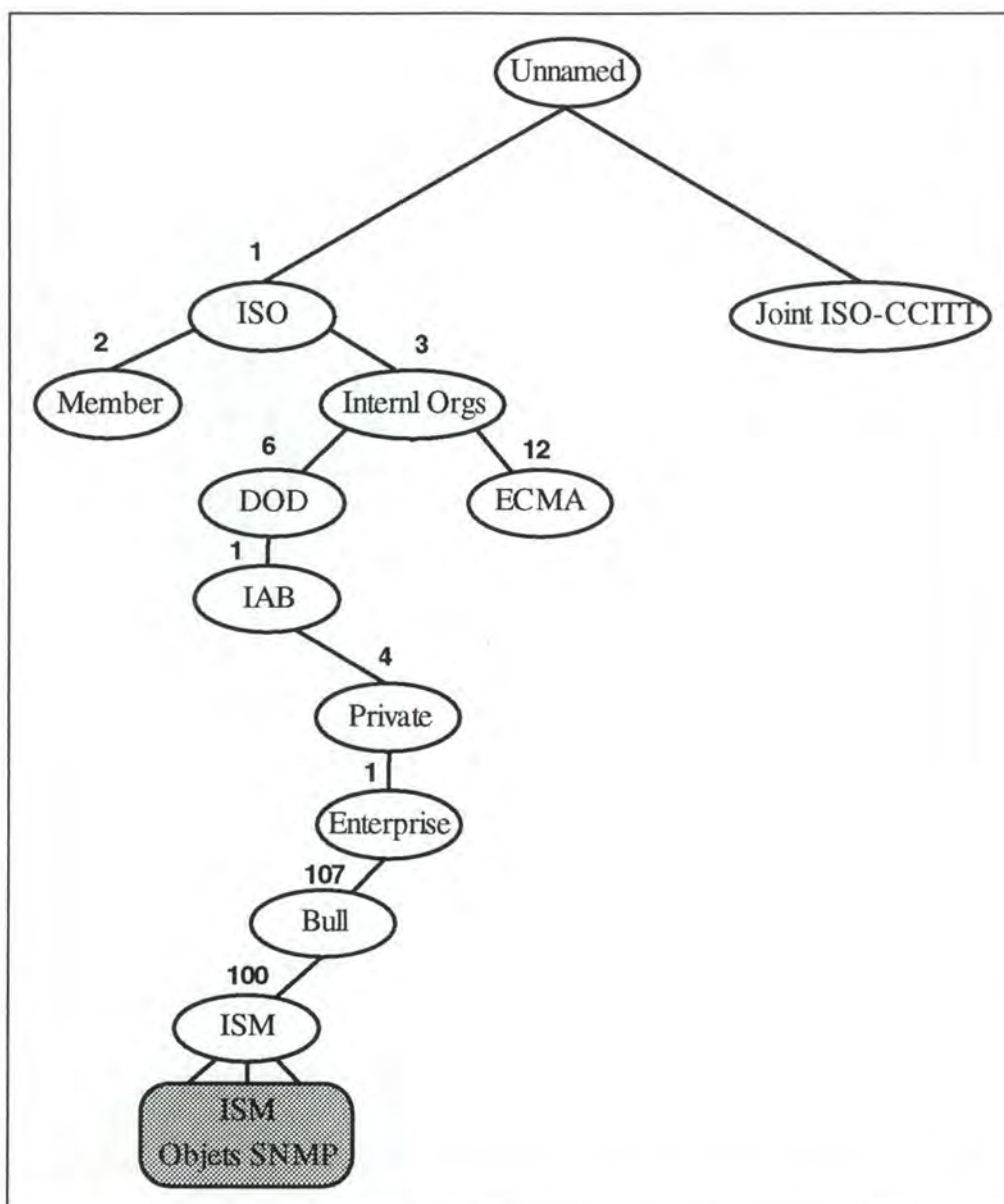 Unnamed
1
ISO
Joint ISO-CCITT
2
3
Member
Internl Orgs
6
12
DOD
ECMA
1
IAB
4
Private
1
Enterprise
107
Bull
100
ISM
ISM
Objets SNMP